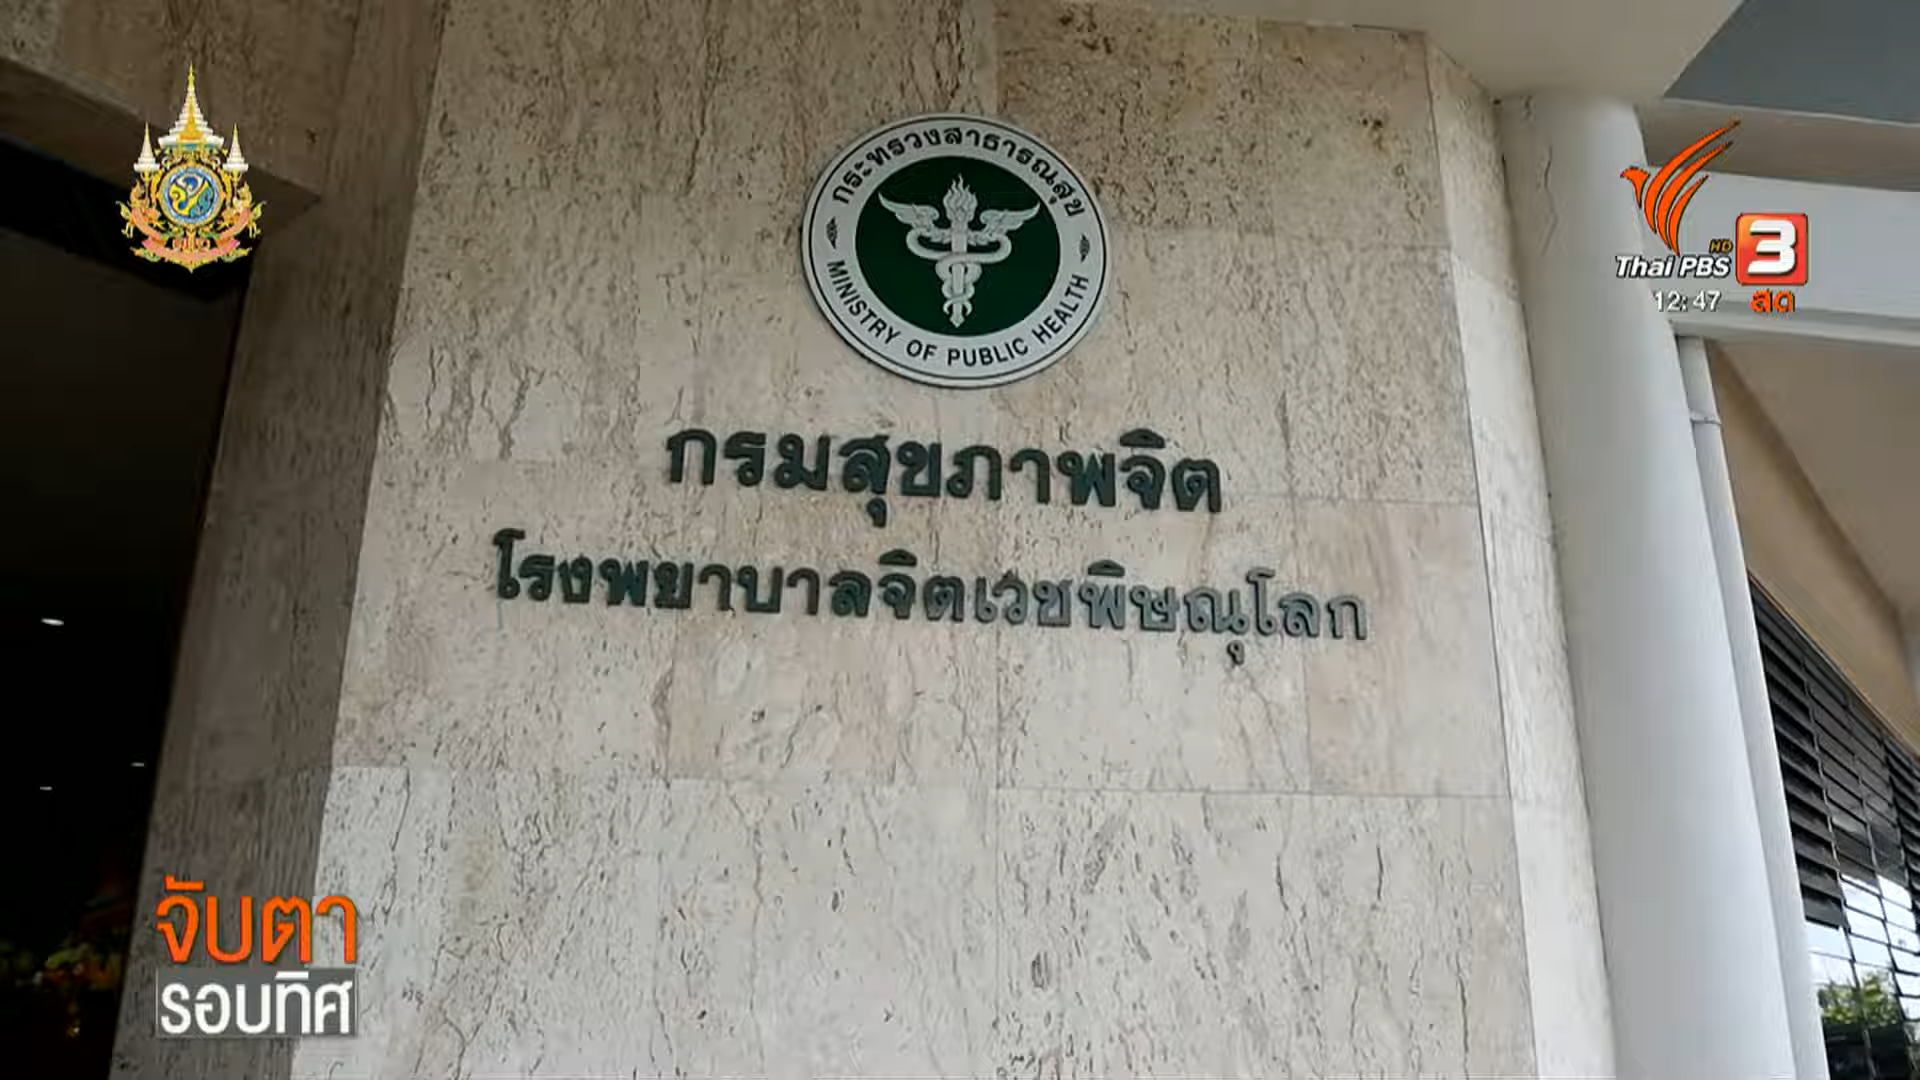 กระทรวงสาธารณสุข
MINISTRY OF PUBLIC HEALTH
กรมสุขภาพจิต
โรงพยาบาลจิตเวชพิษณุโลก
Thai PBS HD 3
12:47 สด
จับตา
รอบทิศ